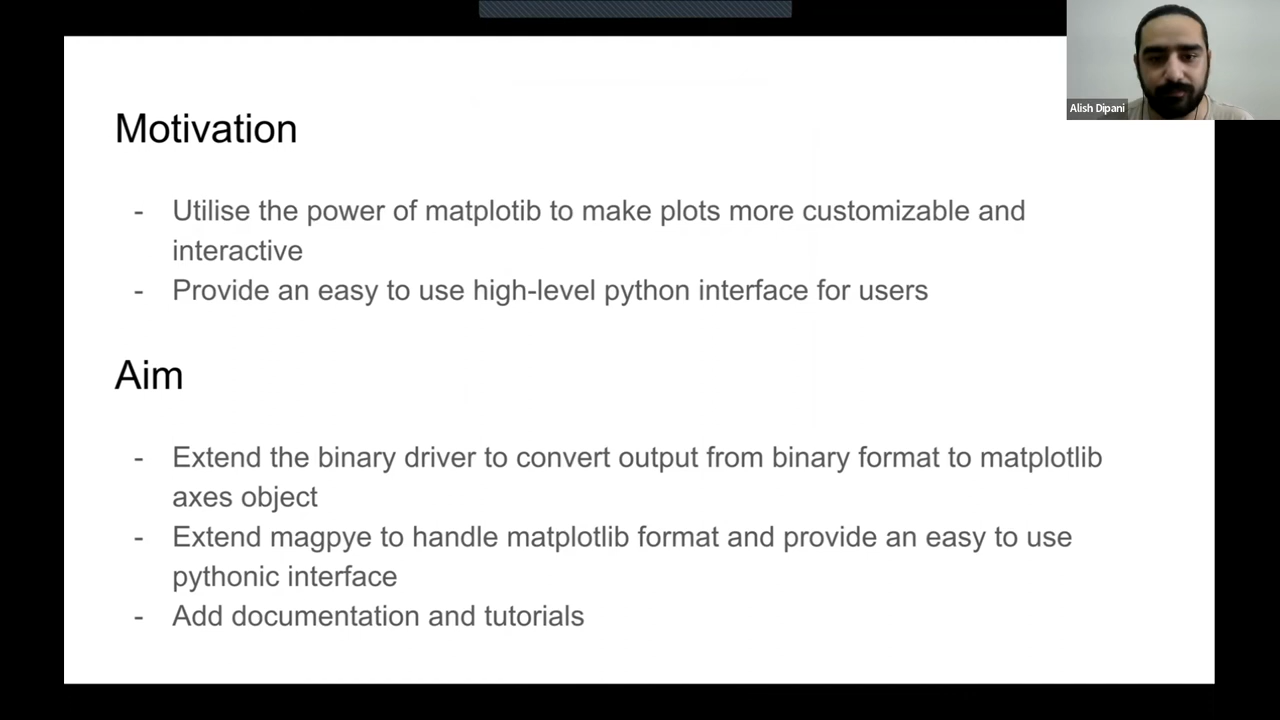 Alish Dipani
Motivation
- Utilise the power of matplotib to make plots more customizable and
interactive
- Provide an easy to use high-level python interface for users
Aim
- Extend the binary driver to convert output from binary format to matplotlib
axes object
- Extend magpye to handle matplotlib format and provide an easy to use
pythonic interface
- Add documentation and tutorials